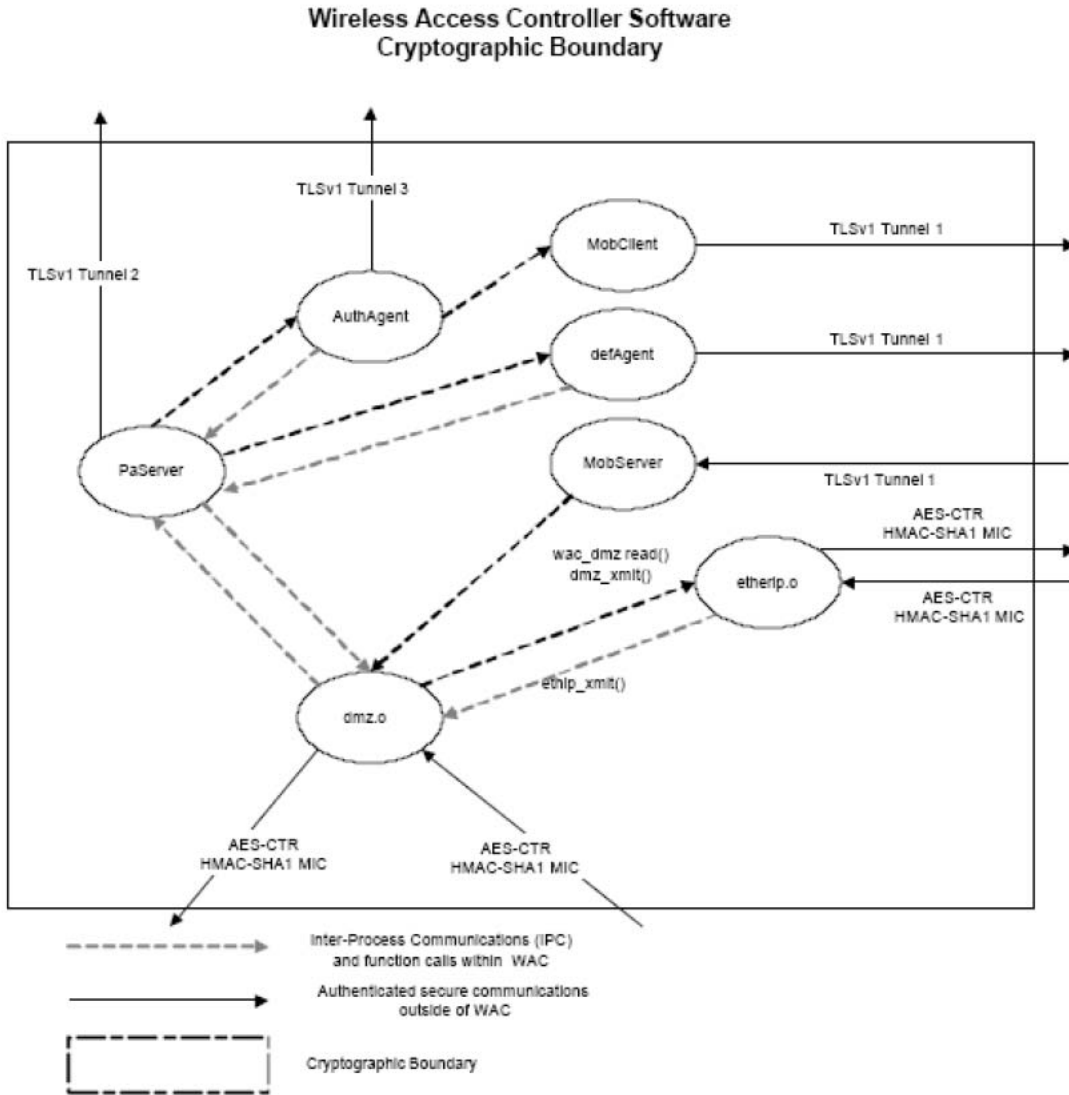 Wireless Access Controller Software
Cryptographic Boundary
TLSv1 Tunnel 3
MobClient
TLSv1 Tunnel 1
TLSv1 Tunnel 2
AuthAgent
defAgent
TLSv1 Tunnel 1
PaServer
MobServer
TLSv1 Tunnel 1
AES-CTR
HMAC-SHA1 MIC
wac_dmz read()
dmz_xmit()
etherip.o
AES-CTR
HMAC-SHA1 MIC
ethip_xmit()
dmz.o
AES-CTR
HMAC-SHA1 MIC
AES-CTR
HMAC-SHA1 MIC
Inter-Process Communications (IPC)
and function calls within WAC
Authenticated secure communications
outside of WAC
Cryptographic Boundary